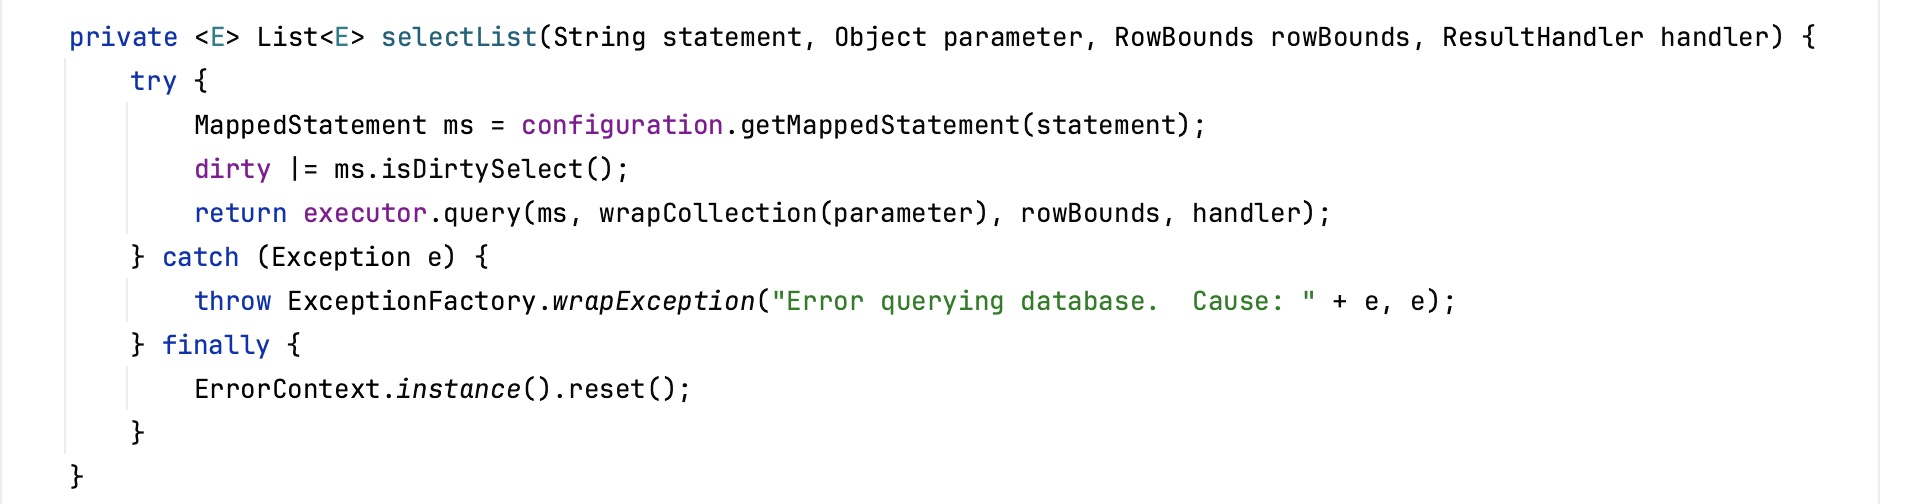 private <E> List<E> selectList(String statement, Object parameter, RowBounds rowBounds, ResultHandler handler) {
    try {
        MappedStatement ms = configuration.getMappedStatement(statement);
        dirty |= ms.isDirtySelect();
        return executor.query(ms, wrapCollection(parameter), rowBounds, handler);
    } catch (Exception e) {
        throw ExceptionFactory.wrapException("Error querying database.  Cause: " + e, e);
    } finally {
        ErrorContext.instance().reset();
    }
}